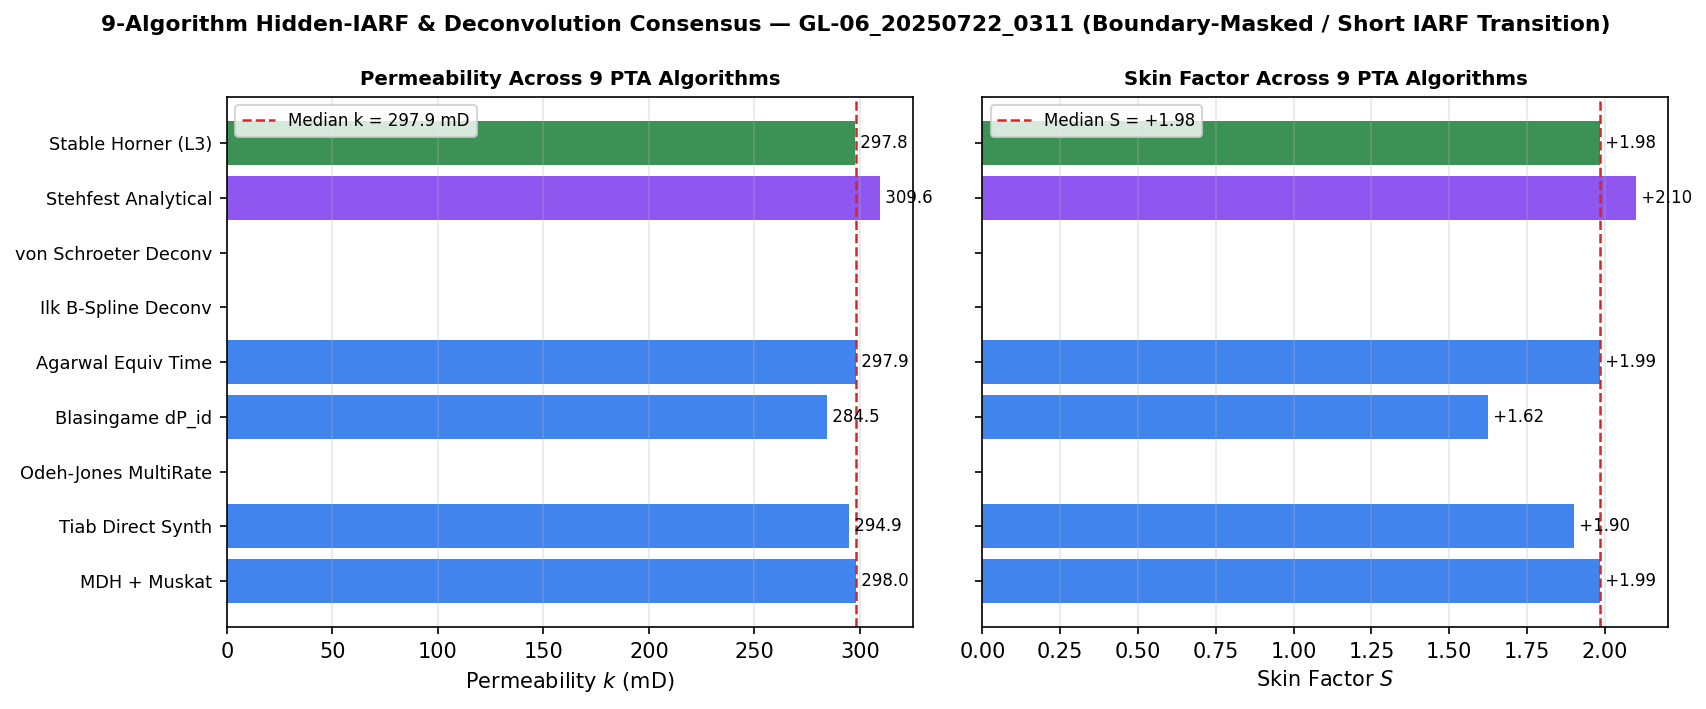 9-Algorithm Hidden-IARF & Deconvolution Consensus — GL-06_20250722_0311 (Boundary-Masked / Short IARF Transition)
Permeability Across 9 PTA Algorithms
Median k = 297.9 mD
Stable Horner (L3)
297.8
Stehfest Analytical
309.6
von Schroeter Deconv
Ilk B-Spline Deconv
Agarwal Equiv Time
297.9
Blasingame dP_id
284.5
Odeh-Jones MultiRate
Tiab Direct Synth
294.9
MDH + Muskat
298.0
0 50 100 150 200 250 300
Permeability k (mD)
Skin Factor Across 9 PTA Algorithms
Median S = +1.98
+1.98
+2.10
+1.99
+1.62
+1.90
+1.99
0.00 0.25 0.50 0.75 1.00 1.25 1.50 1.75 2.00
Skin Factor S